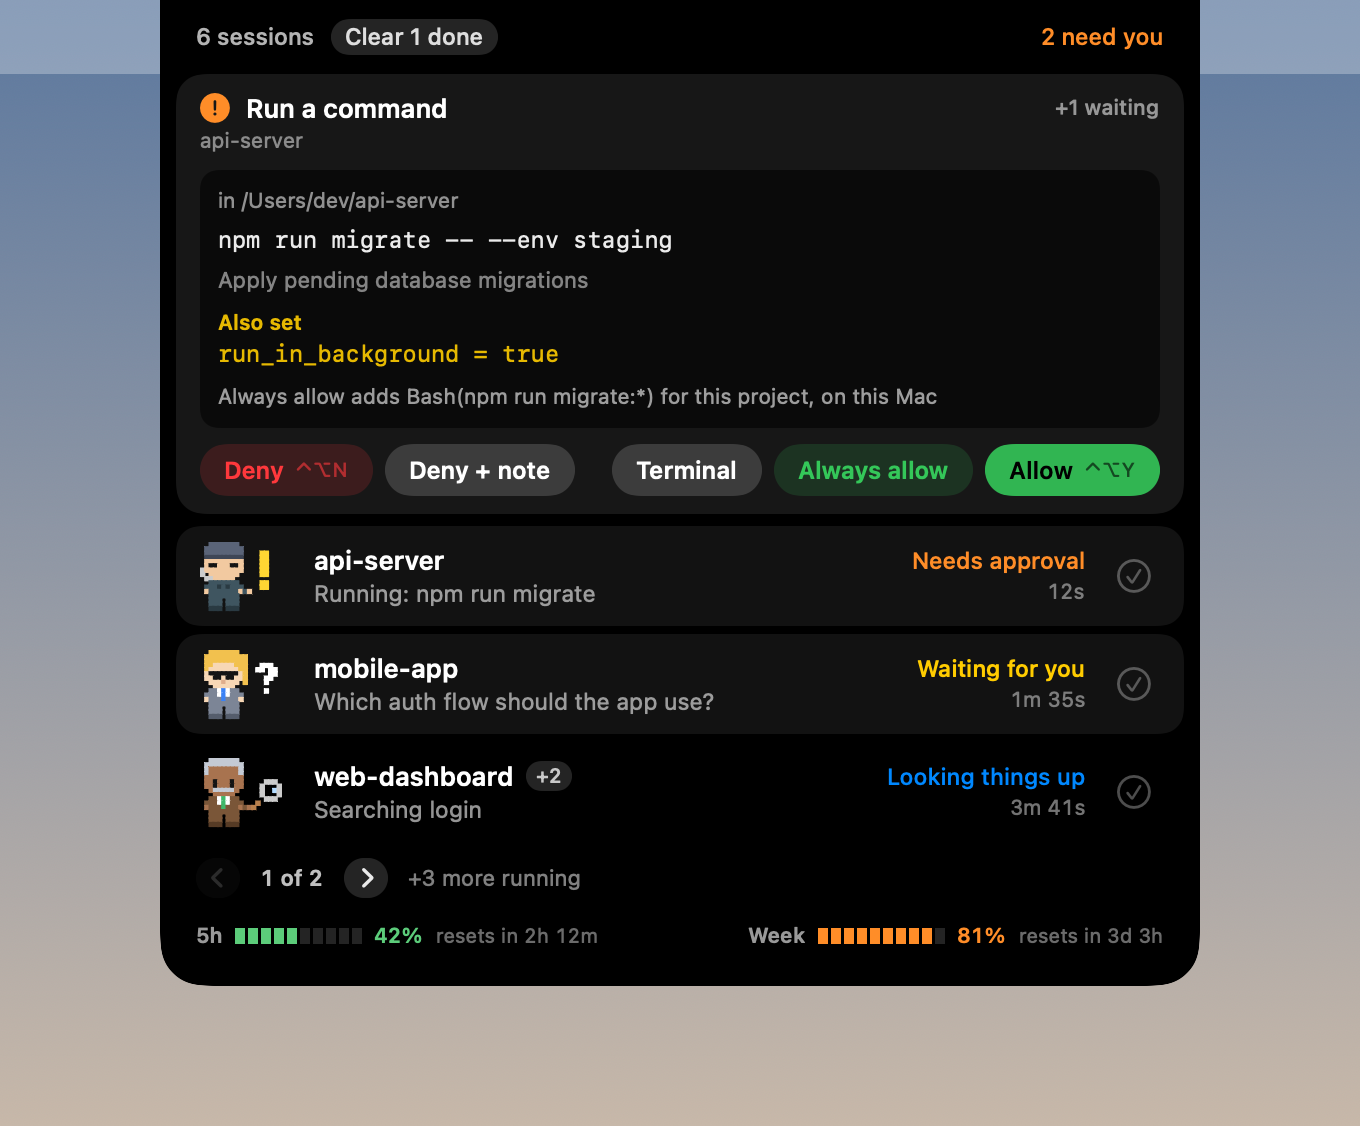 6 sessions Clear 1 done 2 need you
! Run a command +1 waiting
api-server
in /Users/dev/api-server
npm run migrate -- --env staging
Apply pending database migrations
Also set
run_in_background = true
Always allow adds Bash(npm run migrate:*) for this project, on this Mac
Deny ^⌥N Deny + note Terminal Always allow Allow ^⌥Y
api-server Needs approval
Running: npm run migrate 12s
mobile-app Waiting for you
Which auth flow should the app use? 1m 35s
web-dashboard +2 Looking things up
Searching login 3m 41s
1 of 2 +3 more running
5h 42% resets in 2h 12m Week 81% resets in 3d 3h